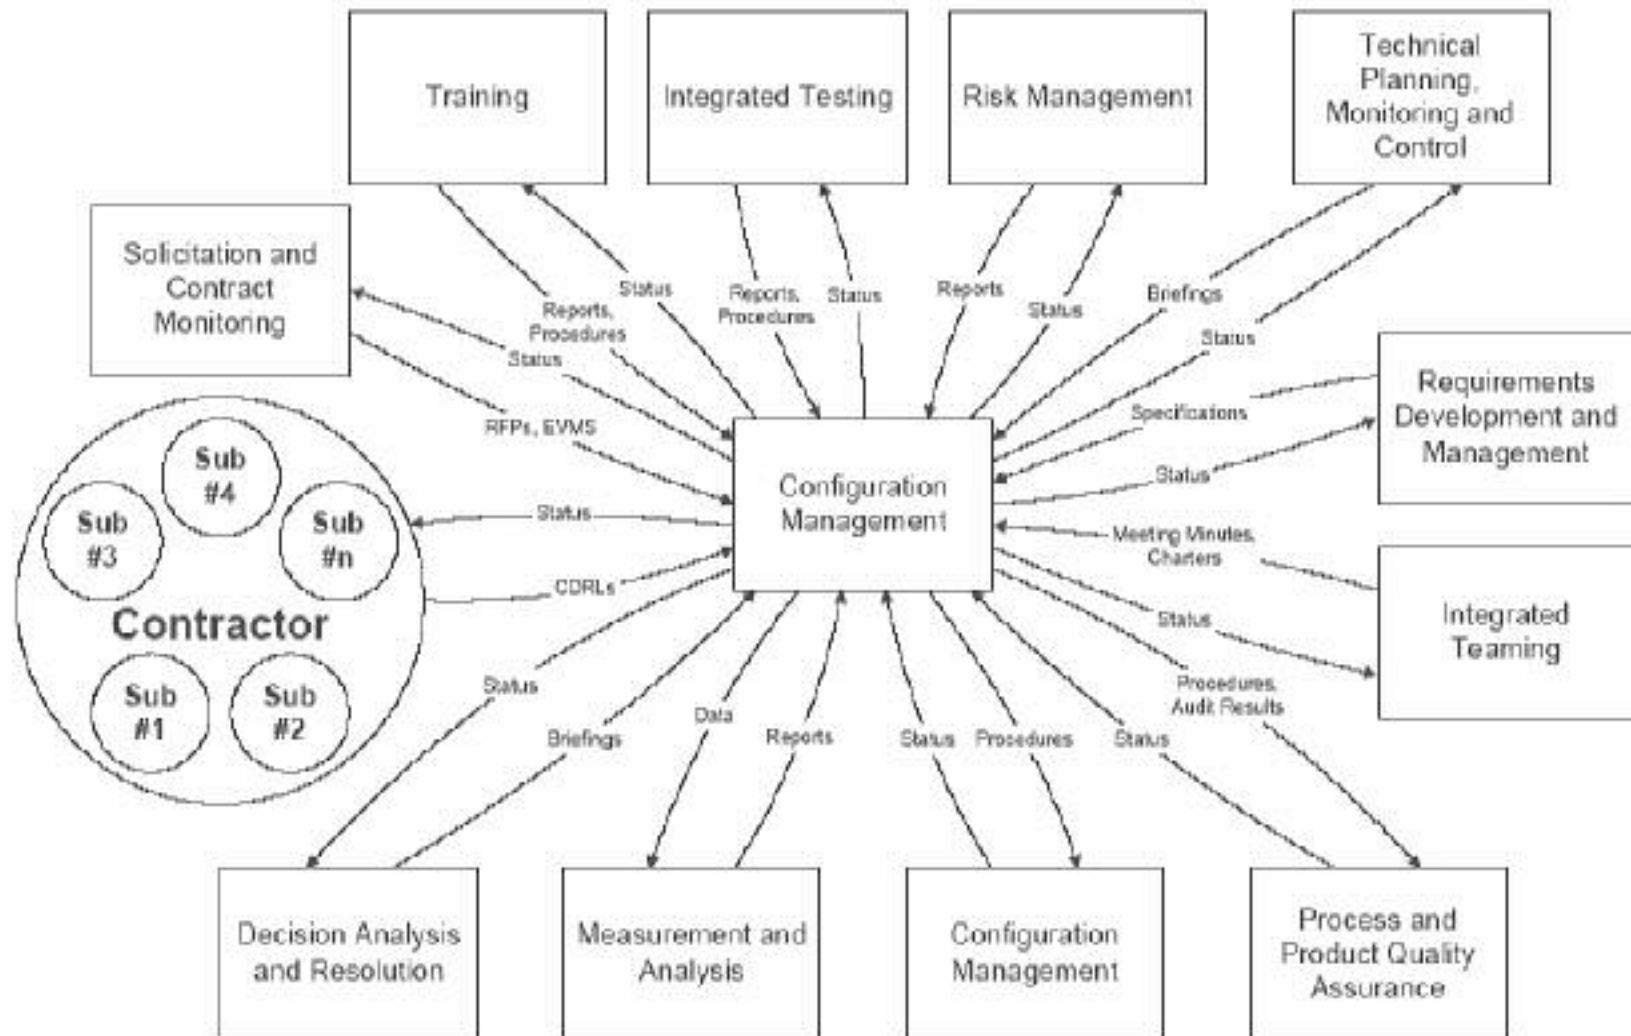 Training
Integrated Testing
Risk Management
Technical
Planning,
Monitoring and
Control
Solicitation and
Contract
Monitoring
Status
Reports,
Procedures
Reports,
Procedures
Status
Reports
Status
Briefings
Status
Status
RFPs, EVMS
Specifications
Requirements
Development and
Management
Status
Sub
#4
Sub
#3
Sub
#n
Contractor
Sub
#1
Sub
#2
Status
CDRLs
Configuration
Management
Meeting Minutes,
Charters
Status
Integrated
Teaming
Status
Briefings
Data
Reports
Status
Procedures
Status
Procedures,
Audit Results
Decision Analysis
and Resolution
Measurement and
Analysis
Configuration
Management
Process and
Product Quality
Assurance